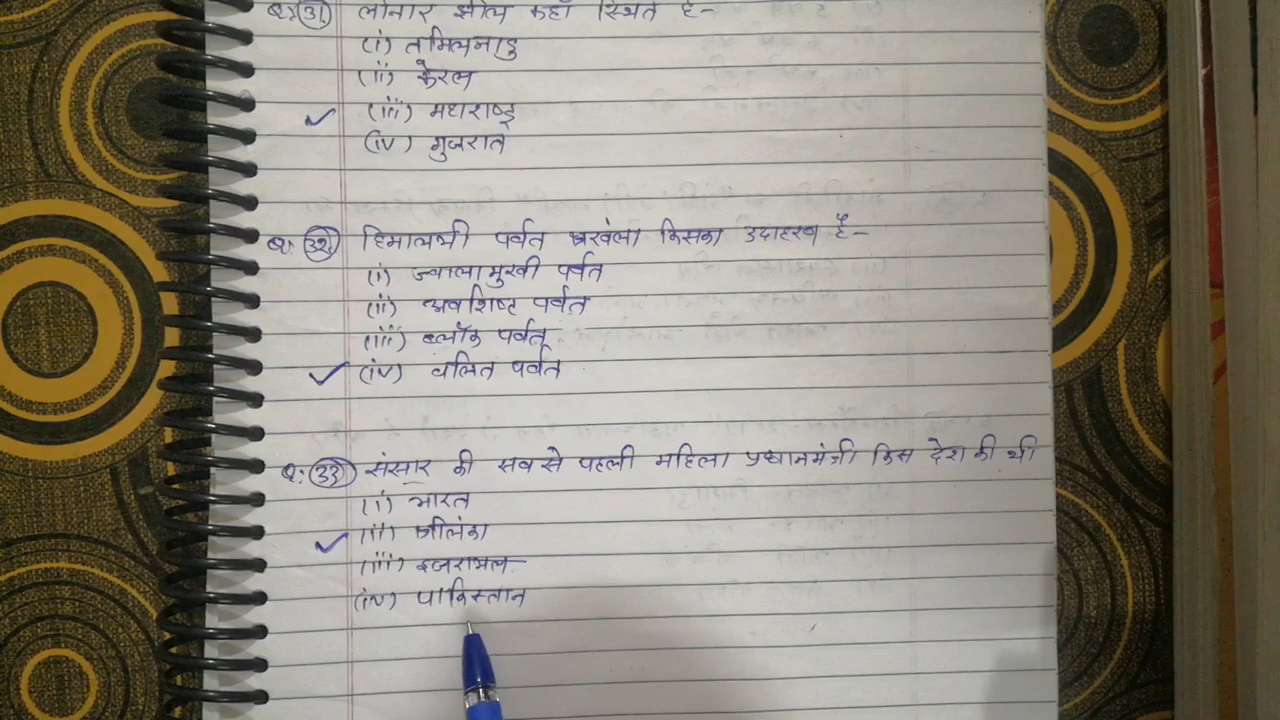 Q: 31 लोनार झील कहाँ स्थित है-
(i) तमिलनाडु
(ii) केरल
(iii) महाराष्ट्र
(iv) गुजरात
Q: 32 हिमालयी पर्वत श्रखंला किसका उदाहरण है-
(i) ज्वालामुखी पर्वत
(ii) अवशिष्ट पर्वत
(iii) ब्लॉक पर्वत
(iv) वलित पर्वत
Q: 33 संसार की सबसे पहली महिला प्रधानमंत्री किस देश की थी
(i) भारत
(ii) श्रीलंका
(iii) इजरायल
(iv) पाकिस्तान